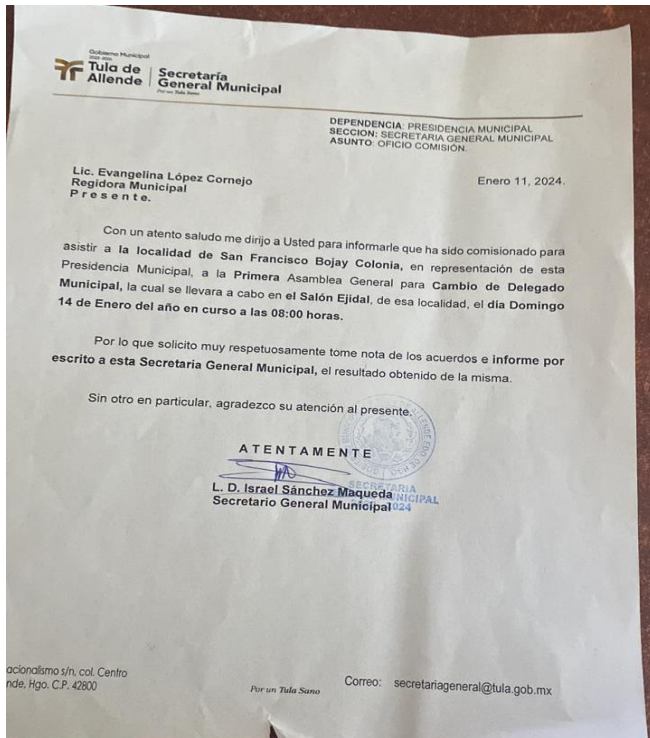 Gobierno Municipal
Tula de
Allende
Secretaría
General Municipal
Por un Tula Sano
DEPENDENCIA: PRESIDENCIA MUNICIPAL
SECCION: SECRETARIA GENERAL MUNICIPAL
ASUNTO: OFICIO COMISIÓN.
Lic. Evangelina López Cornejo
Regidora Municipal
P r e s e n t e.
Enero 11, 2024.
Con un atento saludo me dirijo a Usted para informarle que ha sido comisionado para
asistir a la localidad de San Francisco Bojay Colonia, en representación de esta
Presidencia Municipal, a la Primera Asamblea General para Cambio de Delegado
Municipal, la cual se llevara a cabo en el Salón Ejidal, de esa localidad, el día Domingo
14 de Enero del año en curso a las 08:00 horas.
Por lo que solicito muy respetuosamente tome nota de los acuerdos e informe por
escrito a esta Secretaria General Municipal, el resultado obtenido de la misma.
Sin otro en particular, agradezco su atención al presente.
A T E N T A M E N T E
SECRETARIA
L. D. Israel Sánchez Maqueda
Secretario General Municipal
acionalismo s/n, col. Centro
nde, Hgo. C.P. 42800
Por un Tula Sano
Correo: secretariageneral@tula.gob.mx